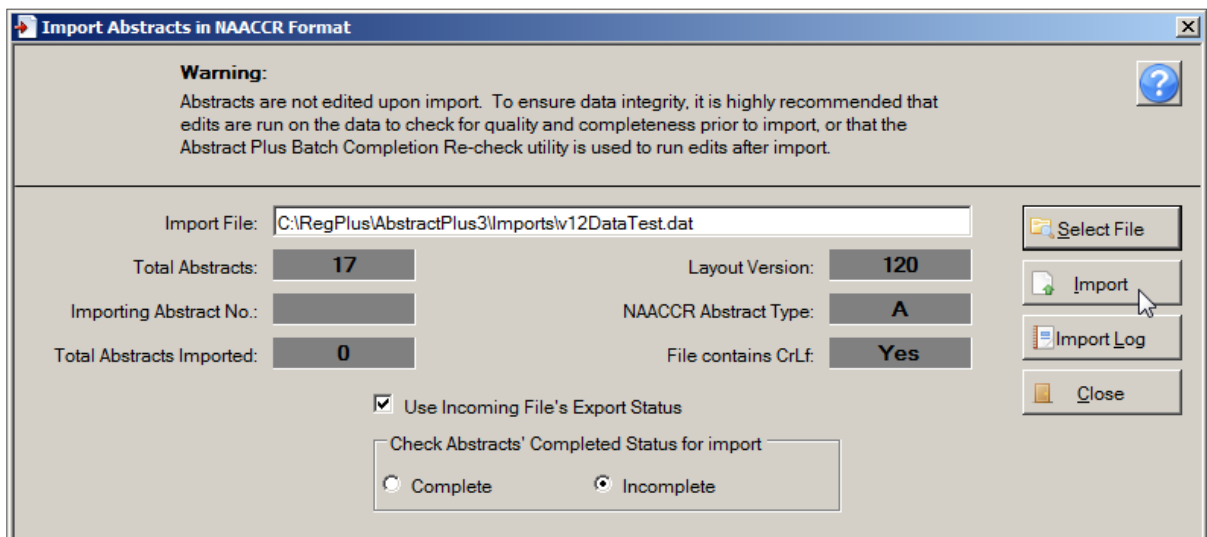 Import Abstracts in NAACCR Format
Warning:
Abstracts are not edited upon import. To ensure data integrity, it is highly recommended that
edits are run on the data to check for quality and completeness prior to import, or that the
Abstract Plus Batch Completion Re-check utility is used to run edits after import.
Import File: C:\RegPlus\AbstractPlus3\Imports\v12DataTest.dat Select File
Total Abstracts: 17 Layout Version: 120
Import
Importing Abstract No.: NAACCR Abstract Type: A
Import Log
Total Abstracts Imported: 0 File contains CrLf: Yes
Close
Use Incoming File's Export Status
Check Abstracts' Completed Status for import
Complete Incomplete